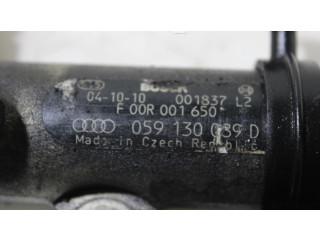 BOSCH
04-10-10 001837 L2
F 00R 001 650
059 130 089 D
Made in Czech Republic